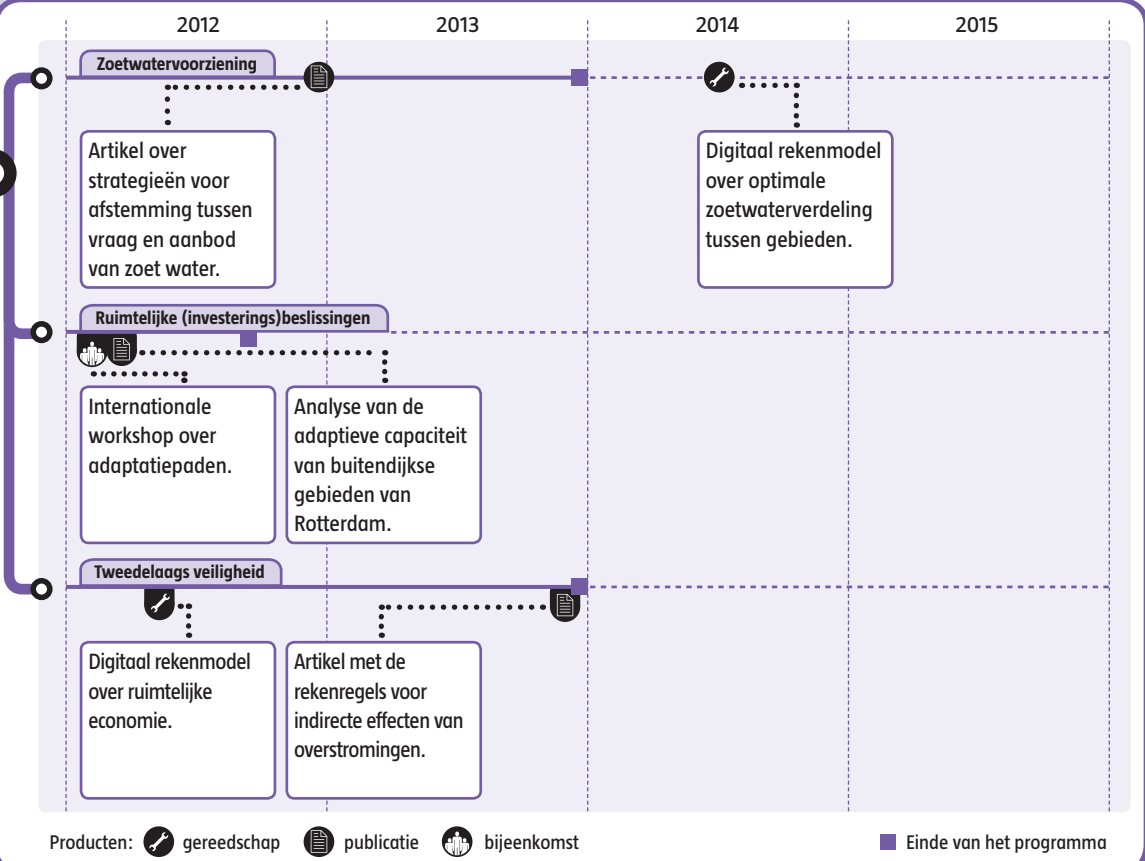 2012 2013 2014 2015
Zoetwatervoorziening
Artikel over
strategieën voor
afstemming tussen
vraag en aanbod
van zoet water.
Digitaal rekenmodel
over optimale
zoetwaterverdeling
tussen gebieden.
Ruimtelijke (investerings)beslissingen
Internationale
workshop over
adaptatiepaden.
Analyse van de
adaptieve capaciteit
van buitendijkse
gebieden van
Rotterdam.
Tweedelaags veiligheid
Digitaal rekenmodel
over ruimtelijke
economie.
Artikel met de
rekenregels voor
indirecte effecten van
overstromingen.
Producten: gereedschap publicatie bijeenkomst Einde van het programma